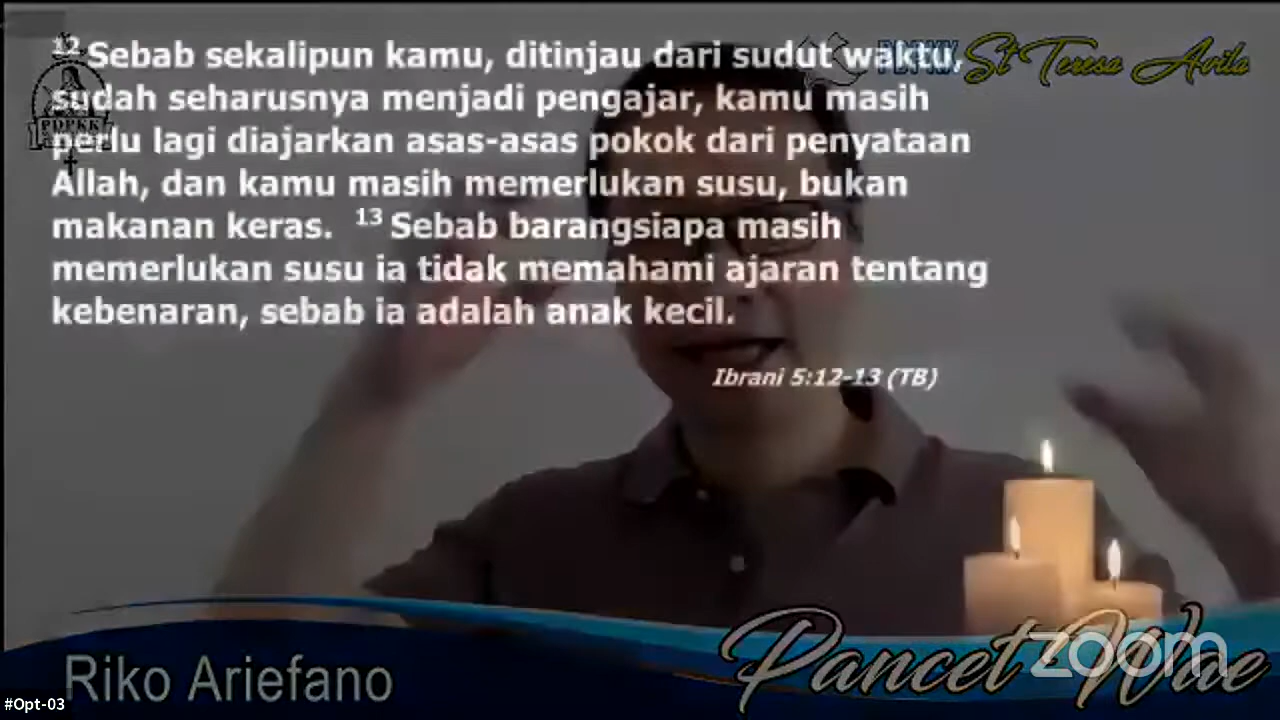 12 Sebab sekalipun kamu, ditinjau dari sudut waktu,
sudah seharusnya menjadi pengajar, kamu masih
perlu lagi diajarkan asas-asas pokok dari penyataan
Allah, dan kamu masih memerlukan susu, bukan
makanan keras. 13 Sebab barangsiapa masih
memerlukan susu ia tidak memahami ajaran tentang
kebenaran, sebab ia adalah anak kecil.
Ibrani 5:12-13 (TB)
PDPKK St Teresa Avila
PDPKK
Riko Ariefano
Pancet Wae
zoom
#Opt-03